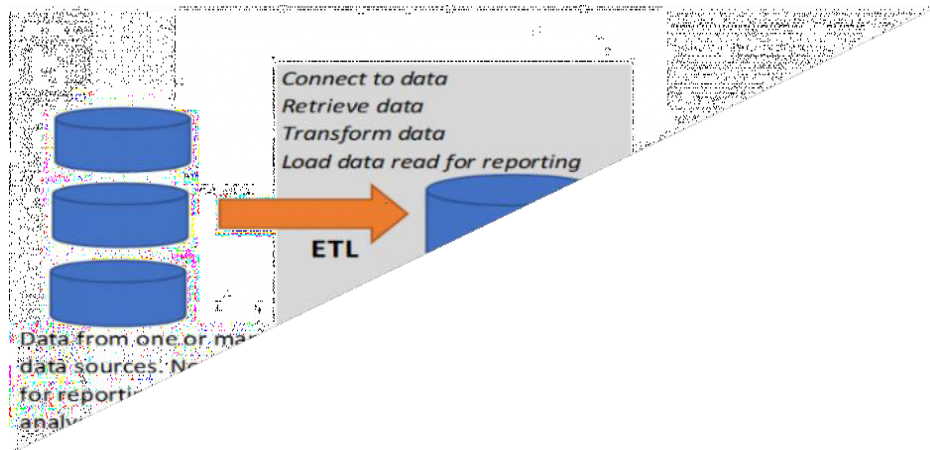 Connect to data
Retrieve data
Transform data
Load data read for reporting
ETL
Data from one or
data sources.
for